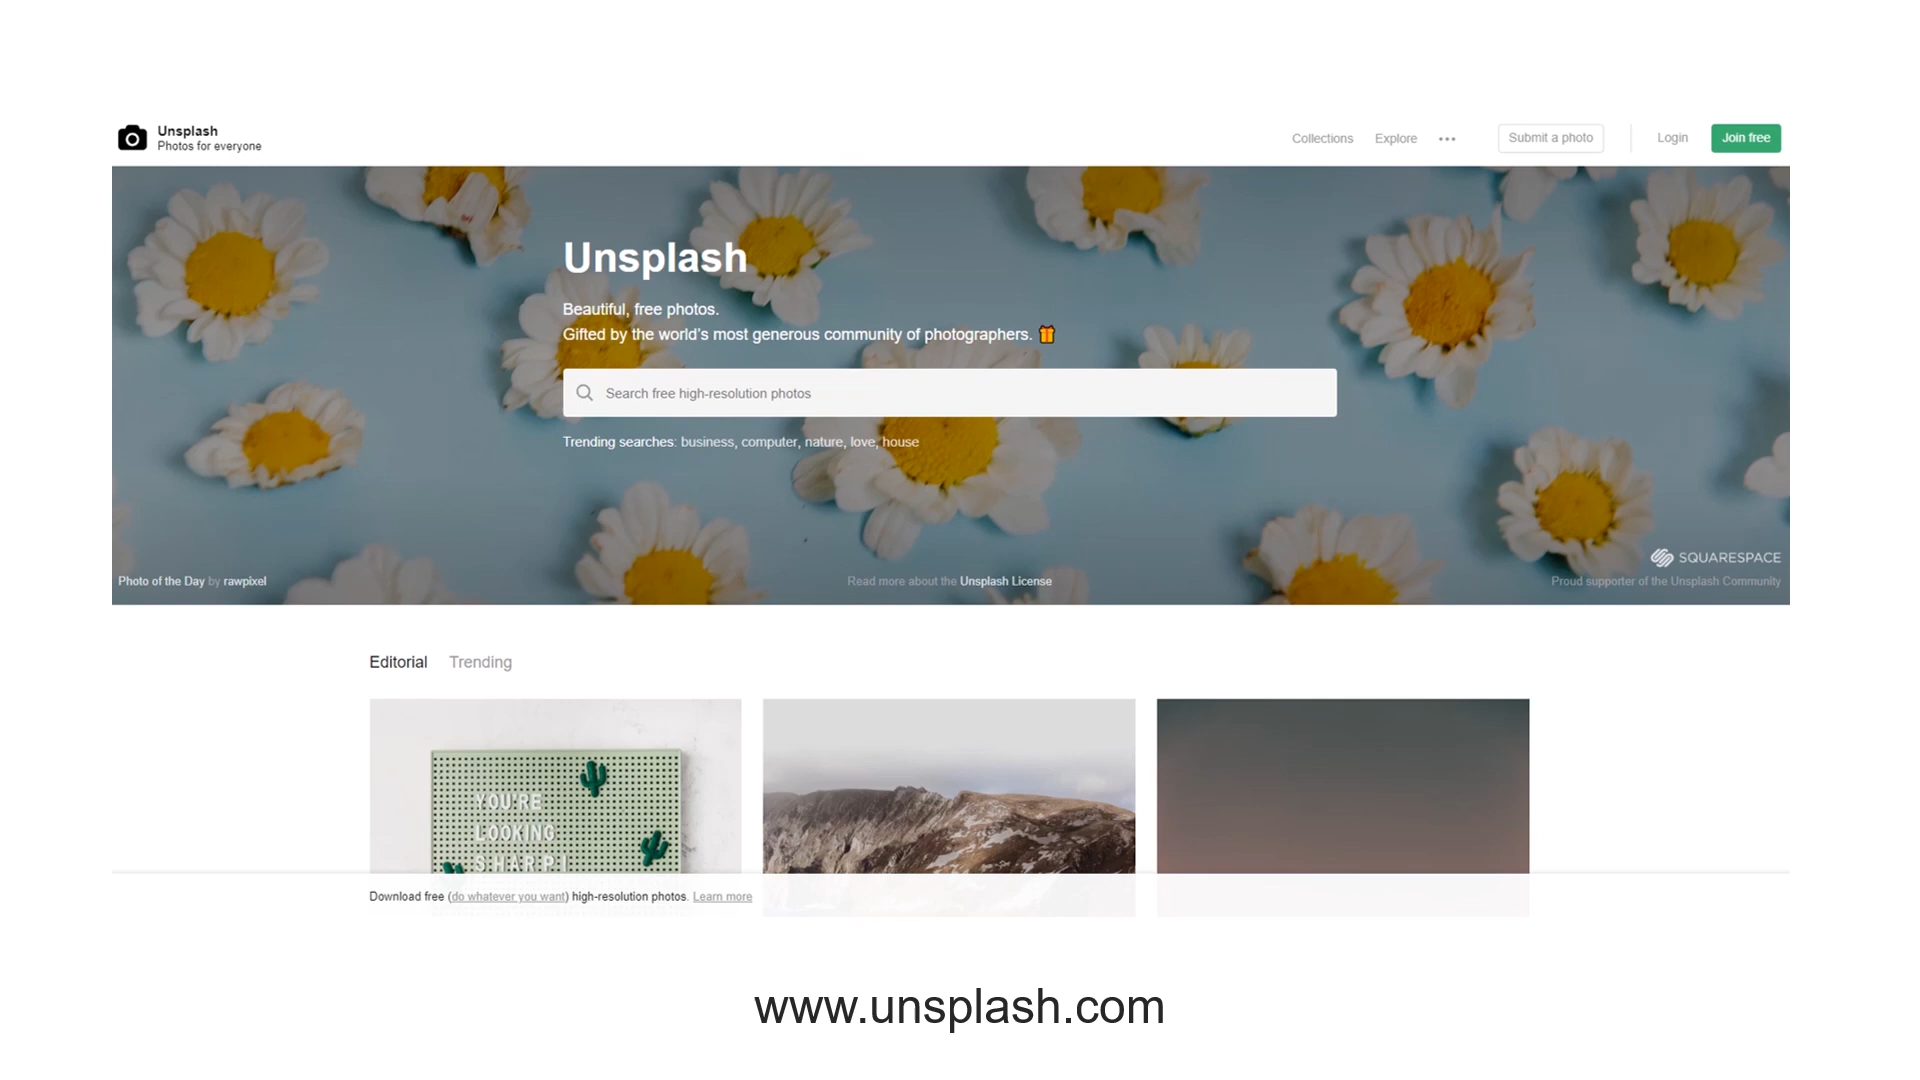 Unsplash
Photos for everyone
Collections Explore ••• Submit a photo Login Join free
Unsplash
Beautiful, free photos.
Gifted by the world's most generous community of photographers. 🎁
Search free high-resolution photos
Trending searches: business, computer, nature, love, house
SQUARESPACE
Photo of the Day by rawpixel
Read more about the Unsplash License
Proud supporter of the Unsplash Community
Editorial Trending
YOU'RE
LOOKING
SHARP!
Download free (do whatever you want) high-resolution photos. Learn more
www.unsplash.com